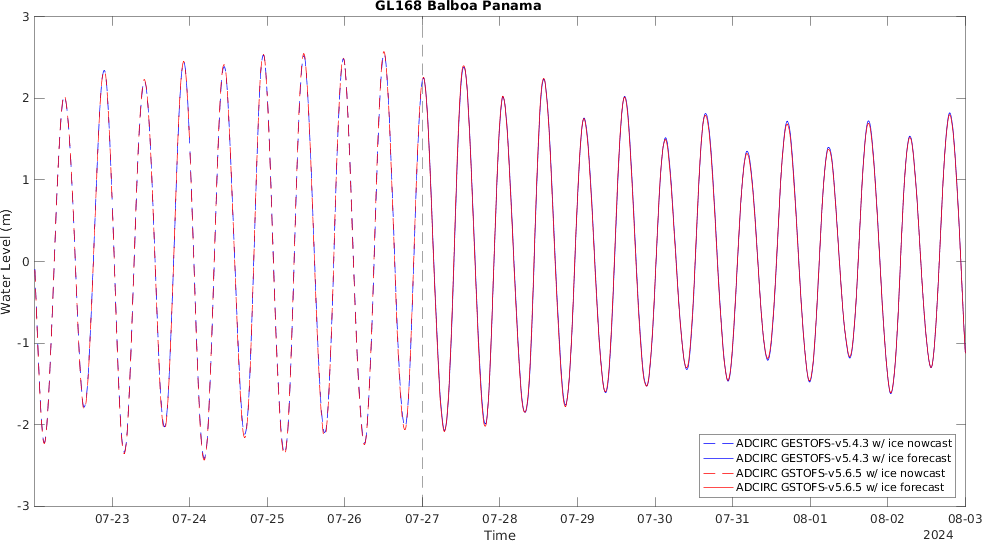 GL168 Balboa Panama
3
2
1
0
-1
-2
-3
Water Level (m)
07-23 07-24 07-25 07-26 07-27 07-28 07-29 07-30 07-31 08-01 08-02 08-03
Time
2024
ADCIRC GESTOFS-v5.4.3 w/ ice nowcast
ADCIRC GESTOFS-v5.4.3 w/ ice forecast
ADCIRC GSTOFS-v5.6.5 w/ ice nowcast
ADCIRC GSTOFS-v5.6.5 w/ ice forecast